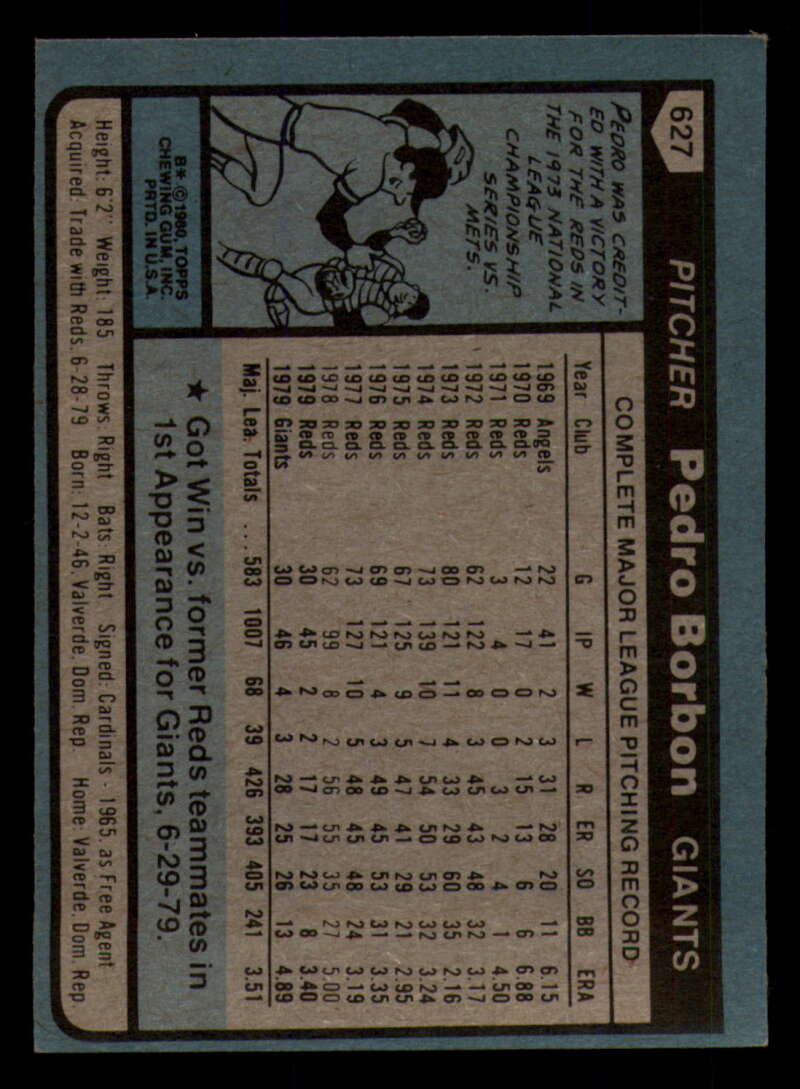 627 PITCHER Pedro Borbon GIANTS
PEDRO WAS CREDIT-
ED WITH A VICTORY
FOR THE REDS IN
THE 1973 NATIONAL
LEAGUE
CHAMPIONSHIP
SERIES VS.
METS.
B* © 1980, TOPPS
CHEWING GUM, INC.
PRTD. IN U.S.A.
COMPLETE MAJOR LEAGUE PITCHING RECORD
Year Club G IP W L R ER SO BB ERA
1969 Angels 22 41 2 3 31 28 20 11 6.15
1970 Reds 12 17 0 2 15 13 6 6 6.88
1971 Reds 3 4 0 0 3 2 4 1 4.50
1972 Reds 62 122 8 3 45 43 48 32 3.17
1973 Reds 80 121 11 4 33 29 60 35 2.16
1974 Reds 73 139 10 7 54 50 53 32 3.24
1975 Reds 67 125 9 5 47 41 29 21 2.95
1976 Reds 69 121 4 3 49 45 53 31 3.35
1977 Reds 73 127 10 5 48 45 48 24 3.19
1978 Reds 62 99 8 2 56 55 35 27 5.00
1979 Reds 30 45 2 2 17 17 23 8 3.40
1979 Giants 30 46 4 3 28 25 26 13 4.89
Maj. Lea. Totals ... 583 1007 68 39 426 393 405 241 3.51
★ Got Win vs. former Reds teammates in
1st Appearance for Giants, 6-29-79.
Height: 6'2" Weight: 185 Throws: Right Bats: Right Signed: Cardinals - 1965, as Free Agent
Acquired: Trade with Reds, 6-28-79 Born: 12-2-46, Valverde, Dom. Rep. Home: Valverde, Dom. Rep.